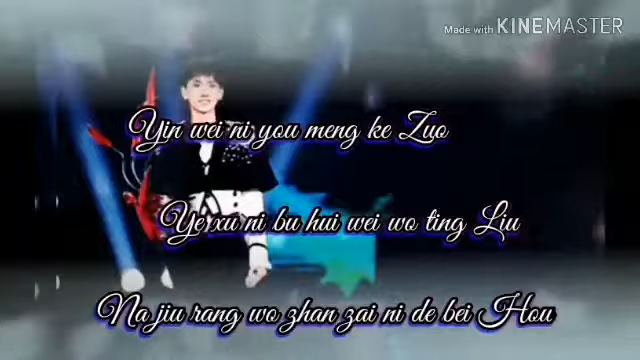 Made with KINEMASTER
Yin wei ni you meng ke Zuo
Ye xu ni bu hui wei wo ting Liu
Na jiu rang wo zhan zai ni de bei Hou